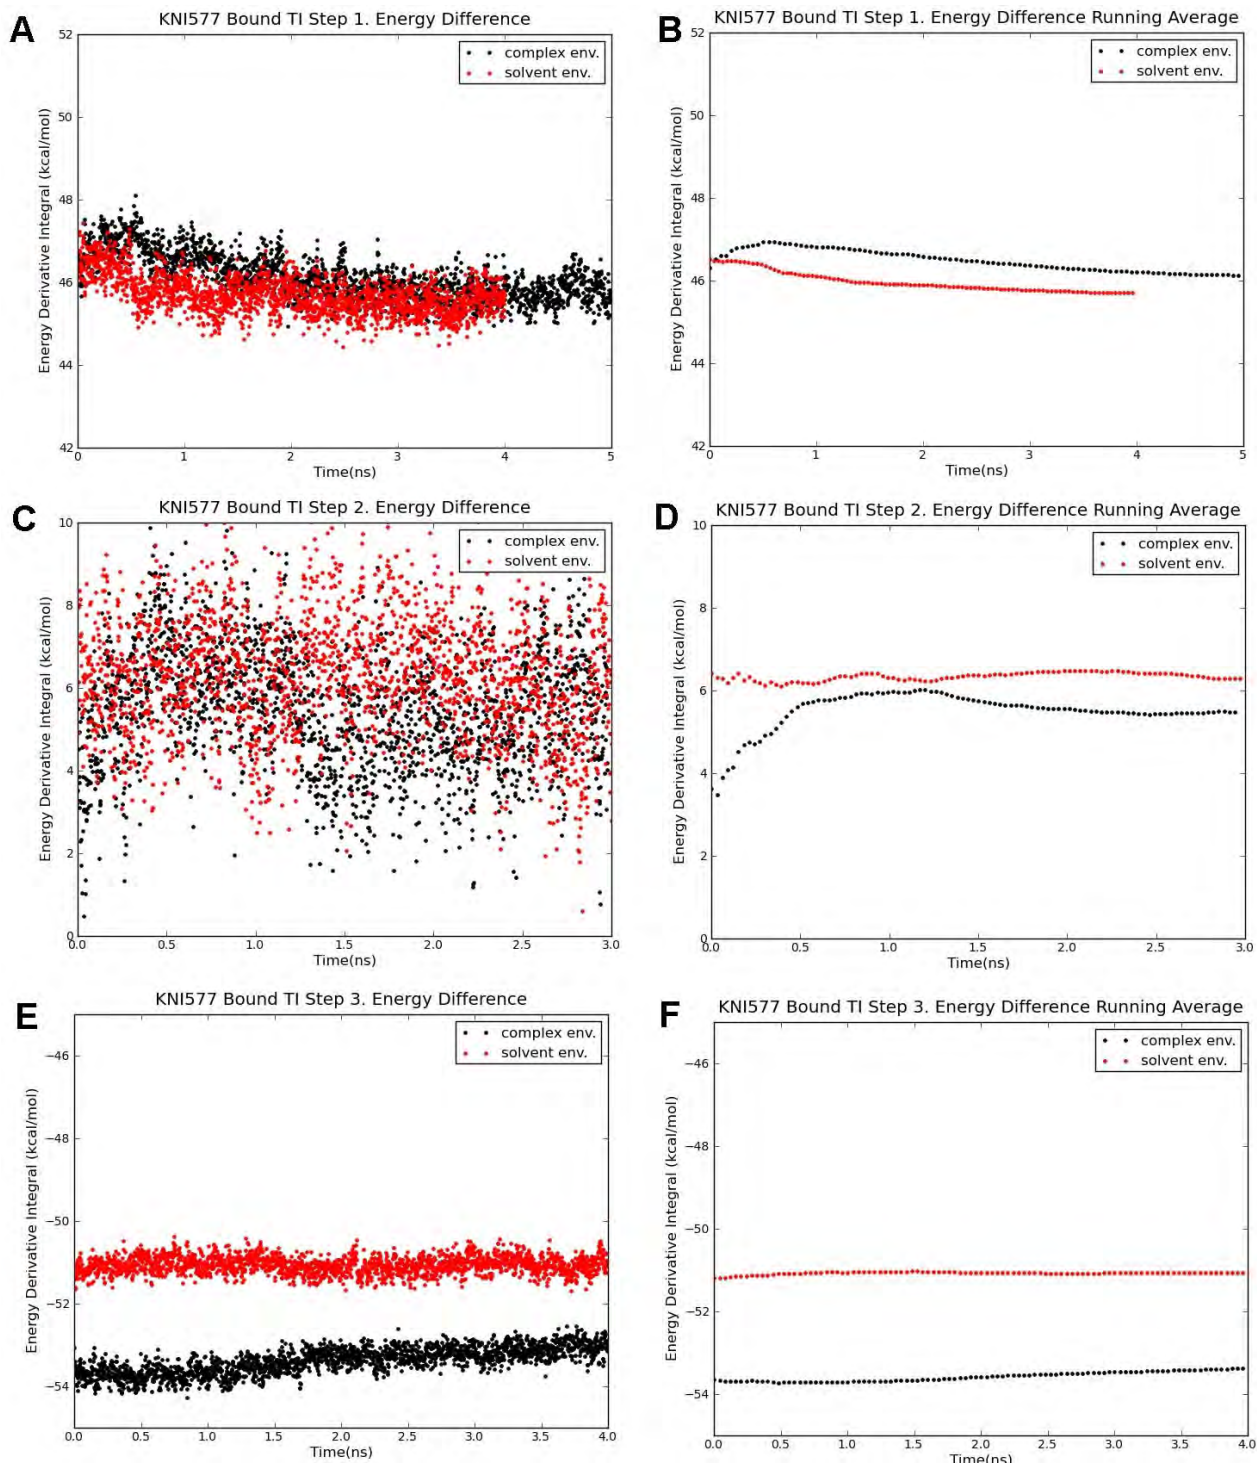 A
KNI577 Bound TI Step 1. Energy Difference
complex env.
solvent env.
Energy Derivative Integral (kcal/mol)
52
50
48
46
44
42
0 1 2 3 4 5
Time(ns)
B
KNI577 Bound TI Step 1. Energy Difference Running Average
complex env.
solvent env.
Energy Derivative Integral (kcal/mol)
52
50
48
46
44
42
0 1 2 3 4 5
Time(ns)
C
KNI577 Bound TI Step 2. Energy Difference
complex env.
solvent env.
Energy Derivative Integral (kcal/mol)
10
8
6
4
2
0
0.0 0.5 1.0 1.5 2.0 2.5 3.0
Time(ns)
D
KNI577 Bound TI Step 2. Energy Difference Running Average
complex env.
solvent env.
Energy Derivative Integral (kcal/mol)
10
8
6
4
2
0
0.0 0.5 1.0 1.5 2.0 2.5 3.0
Time(ns)
E
KNI577 Bound TI Step 3. Energy Difference
complex env.
solvent env.
Energy Derivative Integral (kcal/mol)
−46
−48
−50
−52
−54
0.0 0.5 1.0 1.5 2.0 2.5 3.0 3.5 4.0
Time(ns)
F
KNI577 Bound TI Step 3. Energy Difference Running Average
complex env.
solvent env.
Energy Derivative Integral (kcal/mol)
−46
−48
−50
−52
−54
0.0 0.5 1.0 1.5 2.0 2.5 3.0 3.5 4.0
Time(ns)